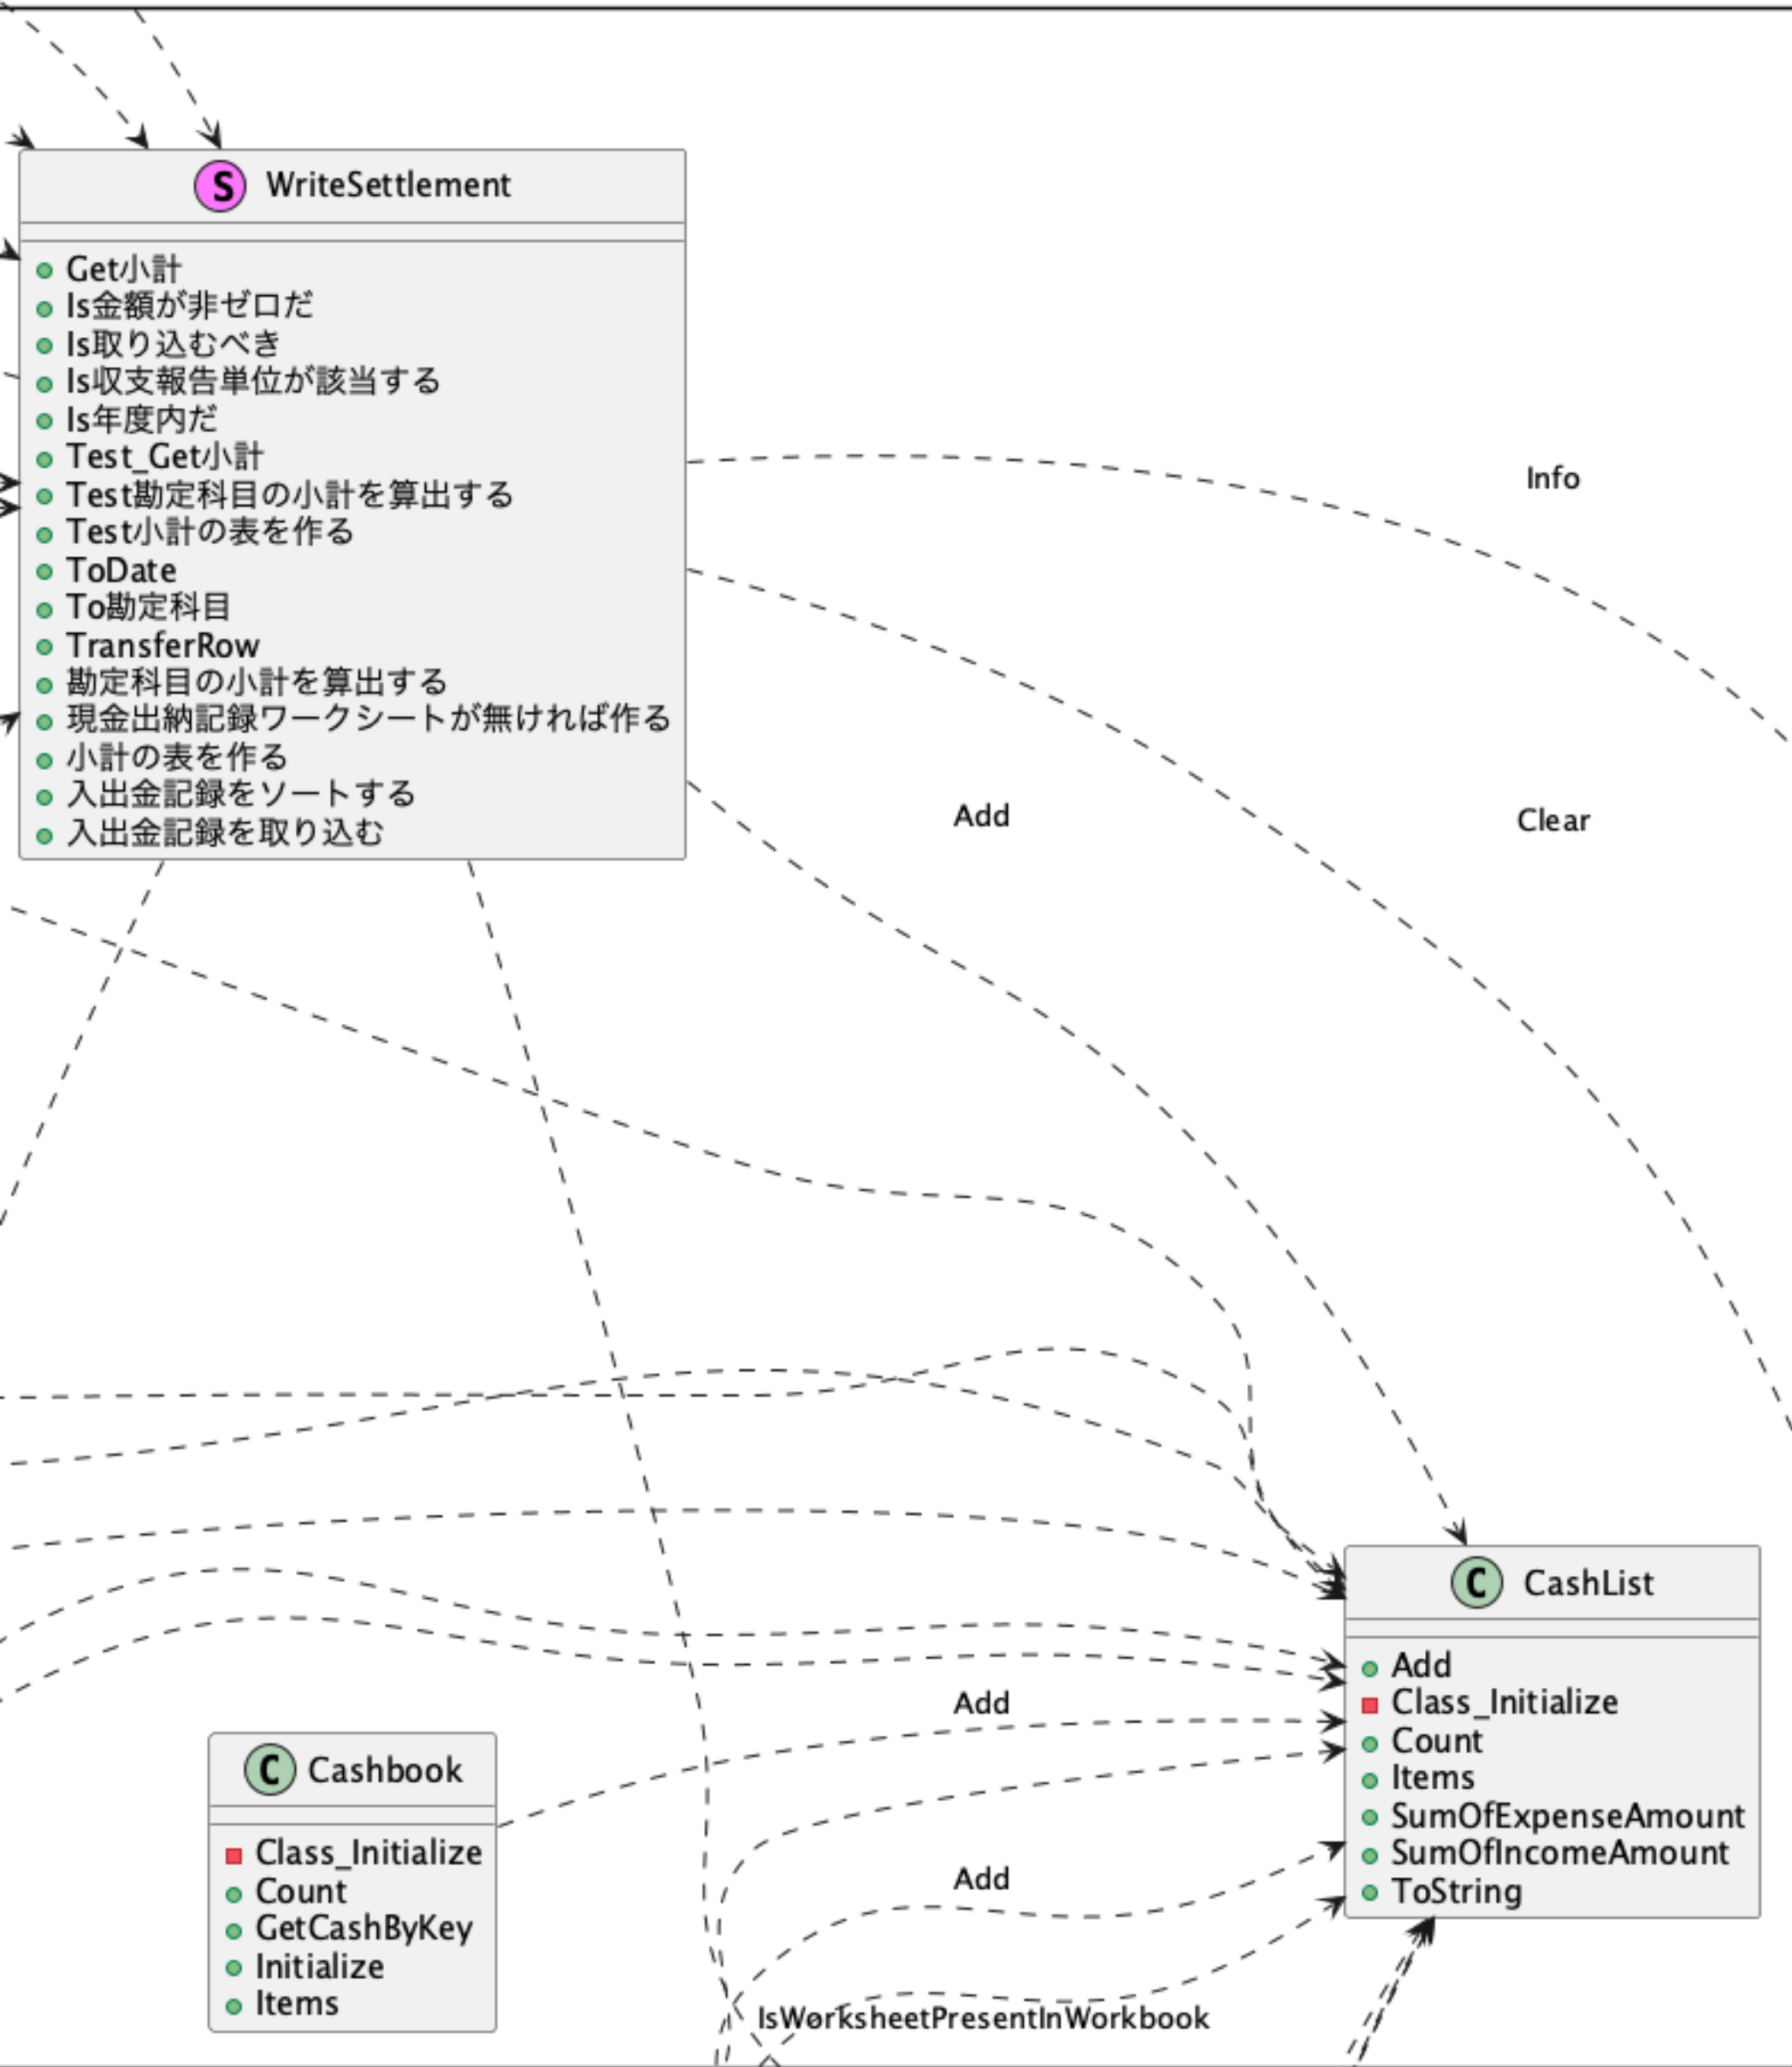 S WriteSettlement
Get小計
Is金額が非ゼロだ
Is取り込むべき
Is収支報告単位が該当する
Is年度内だ
Test_Get小計
Test勘定科目の小計を算出する
Test小計の表を作る
ToDate
To勘定科目
TransferRow
勘定科目の小計を算出する
現金出納記録ワークシートが無ければ作る
小計の表を作る
入出金記録をソートする
入出金記録を取り込む
Info
Add
Clear
C CashList
Add
Class_Initialize
Count
Items
SumOfExpenseAmount
SumOfIncomeAmount
ToString
Add
C Cashbook
Class_Initialize
Count
GetCashByKey
Initialize
Items
Add
IsWorksheetPresentInWorkbook